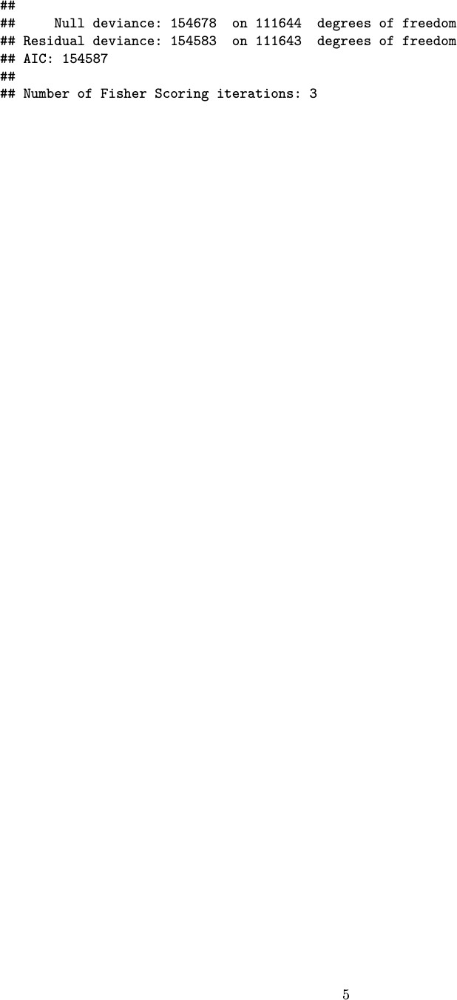 ##
##     Null deviance: 154678  on 111644  degrees of freedom
## Residual deviance: 154583  on 111643  degrees of freedom
## AIC: 154587
##
## Number of Fisher Scoring iterations: 3
5